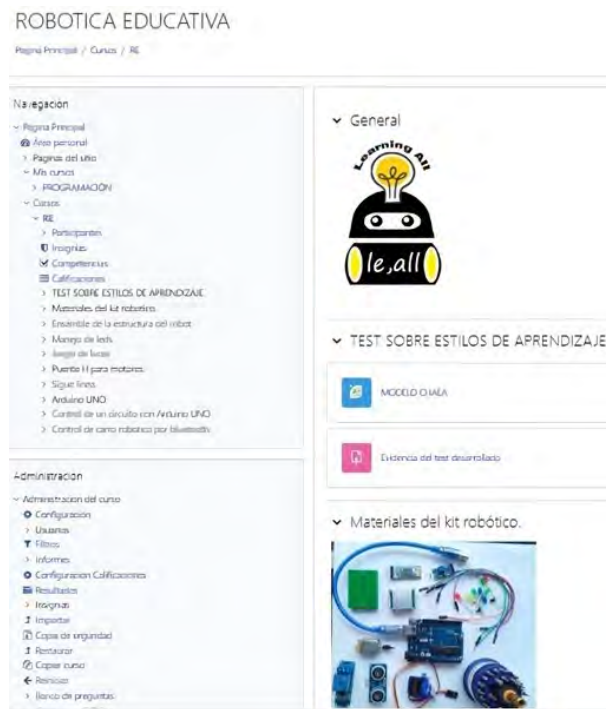 ROBOTICA EDUCATIVA
Pagina Principal / Cursos / RE
Navegación
Pagina Principal
Area personal
Paginas del sitio
Mis cursos
PROGRAMACIÓN
Cursos
RE
Participantes
Insignias
Competencias
Calificaciones
TEST SOBRE ESTILOS DE APRENDIZAJE
Materiales del kit robótico.
Ensamble de la estructura del robot
Manejo de leds
Juego de luces
Puente H para motores
Sigue linea
Arduino UNO
Control de un circuito con Arduino UNO
Control de carro robótico por bluetooth
Administración
Administración del curso
Configuración
Usuarios
Filtros
Informes
Configuración Calificaciones
Resultados
Insignias
Importar
Copia de seguridad
Restaurar
Copiar curso
Reiniciar
Banco de preguntas
General
Learning All
le,all
TEST SOBRE ESTILOS DE APRENDIZAJE
MODELO CHAEA
Evidencia del test desarrollado
Materiales del kit robótico.